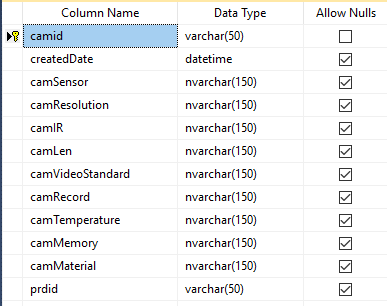 Column Name Data Type Allow Nulls
camid varchar(50)
createdDate datetime
camSensor nvarchar(150)
camResolution nvarchar(150)
camIR nvarchar(150)
camLen nvarchar(150)
camVideoStandard nvarchar(150)
camRecord nvarchar(150)
camTemperature nvarchar(150)
camMemory nvarchar(150)
camMaterial nvarchar(150)
prdid varchar(50)